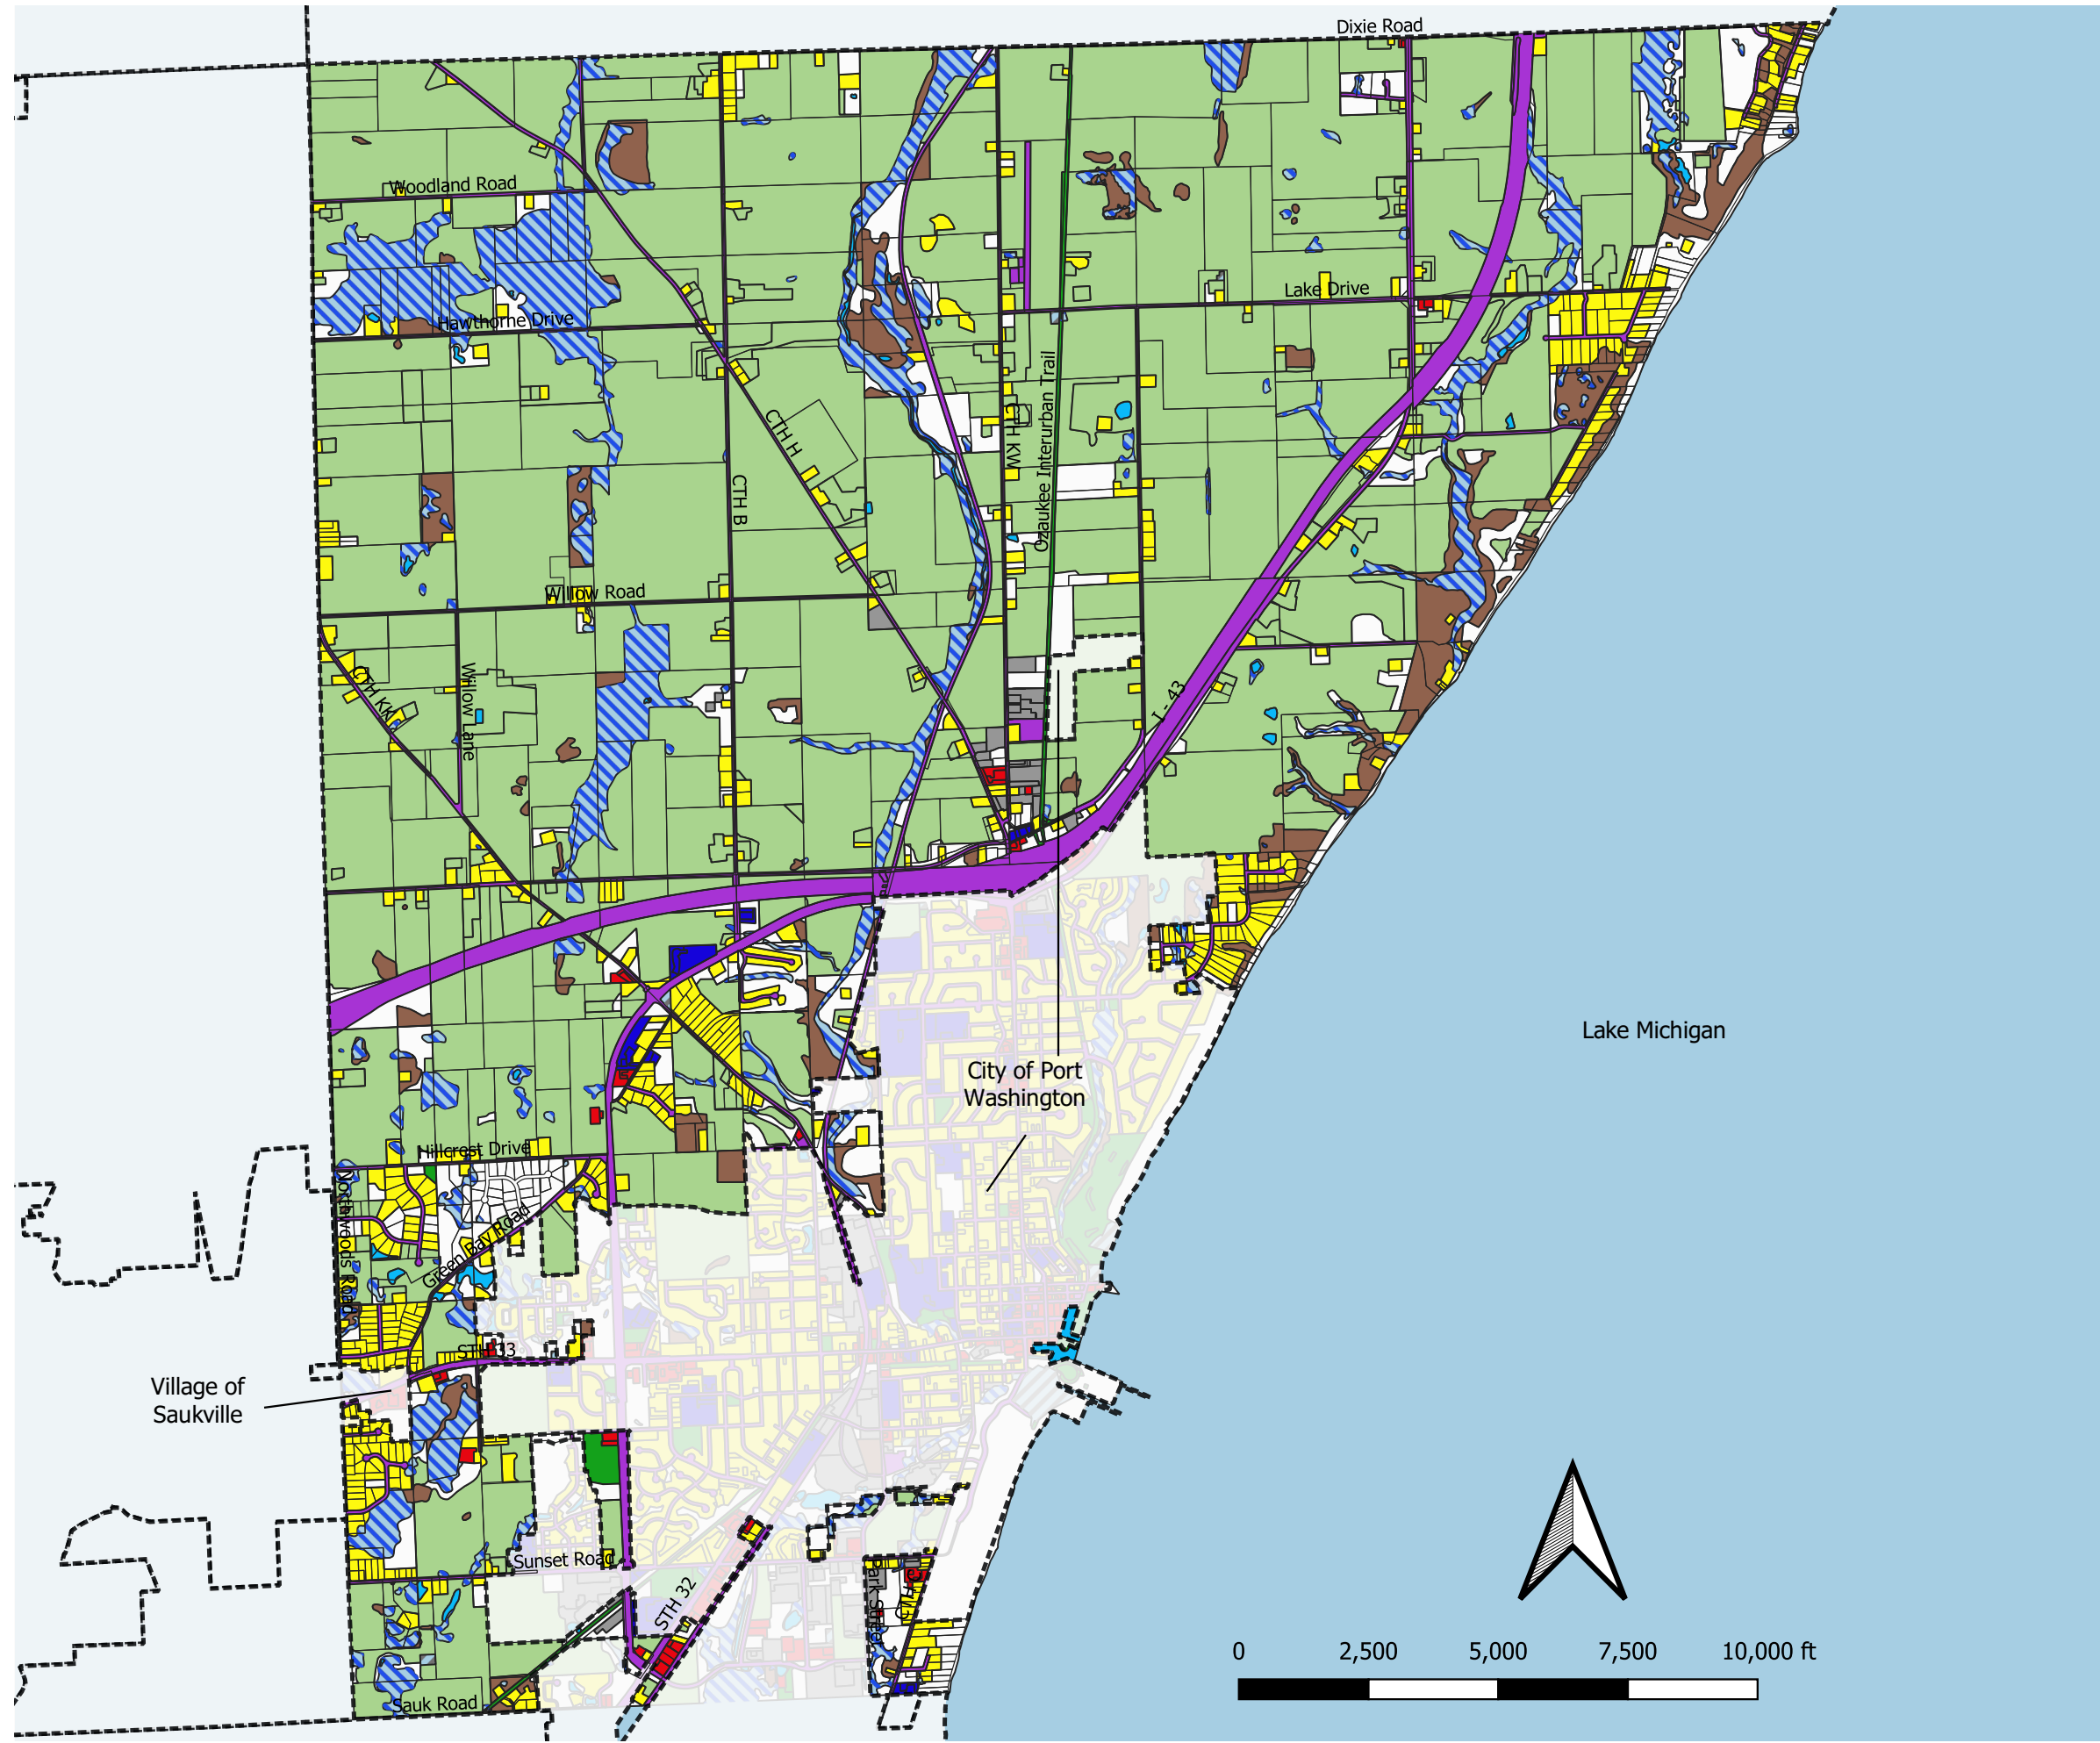 Dixie Road
Woodland Road
Lake Drive
Hawthorne Drive
CTH H
CTH KW
Ozaukee Interurban Trail
CTH B
Willow Road
CTH KK
Willow Lane
I - 43
Lake Michigan
City of Port
Washington
Hillcrest Drive
Northwoods Road
Green Bay Road
STH 33
Village of
Saukville
Sunset Road
STH 32
Park Street
Sauk Road
0 2,500 5,000 7,500 10,000 ft